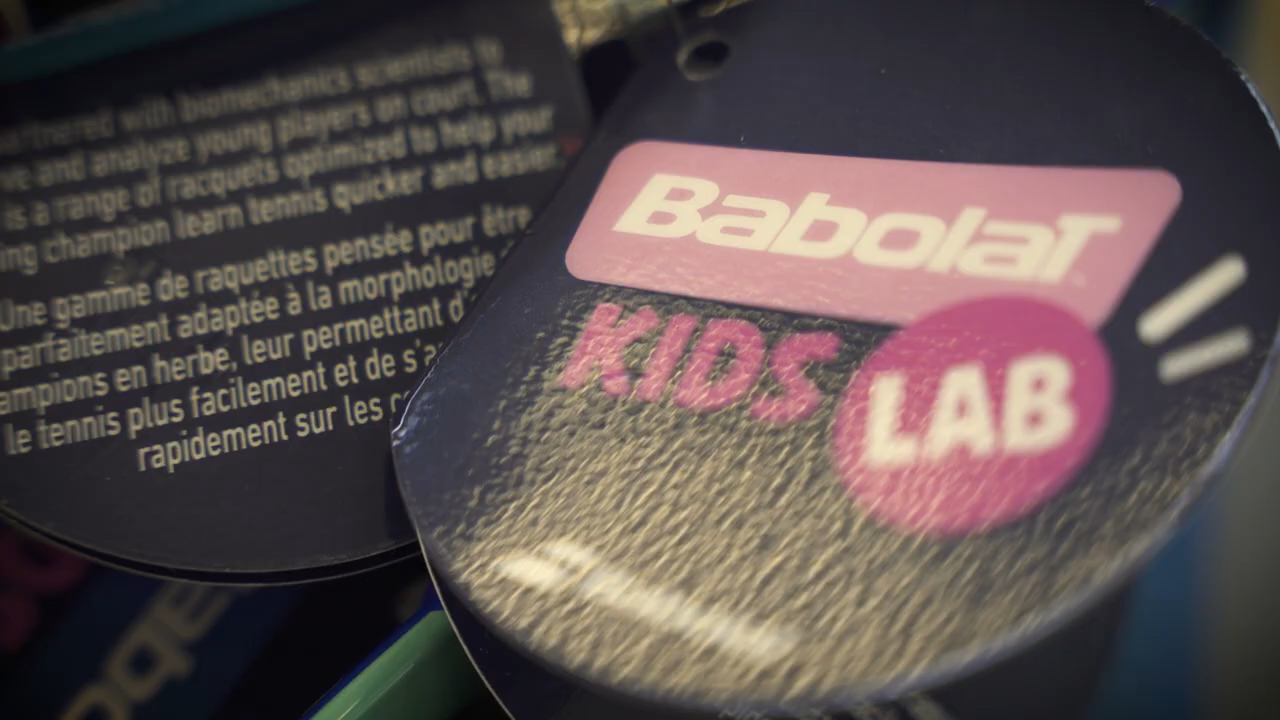 with biomechanics scientists to
and analyze young players on court. The
is a range of racquets optimized to help your
champion learn tennis quicker and easier.
Une gamme de raquettes pensée pour être
parfaitement adaptée à la morphologie
en herbe, leur permettant
le tennis plus facilement et de
rapidement sur les
Babolat
KIDS
LAB